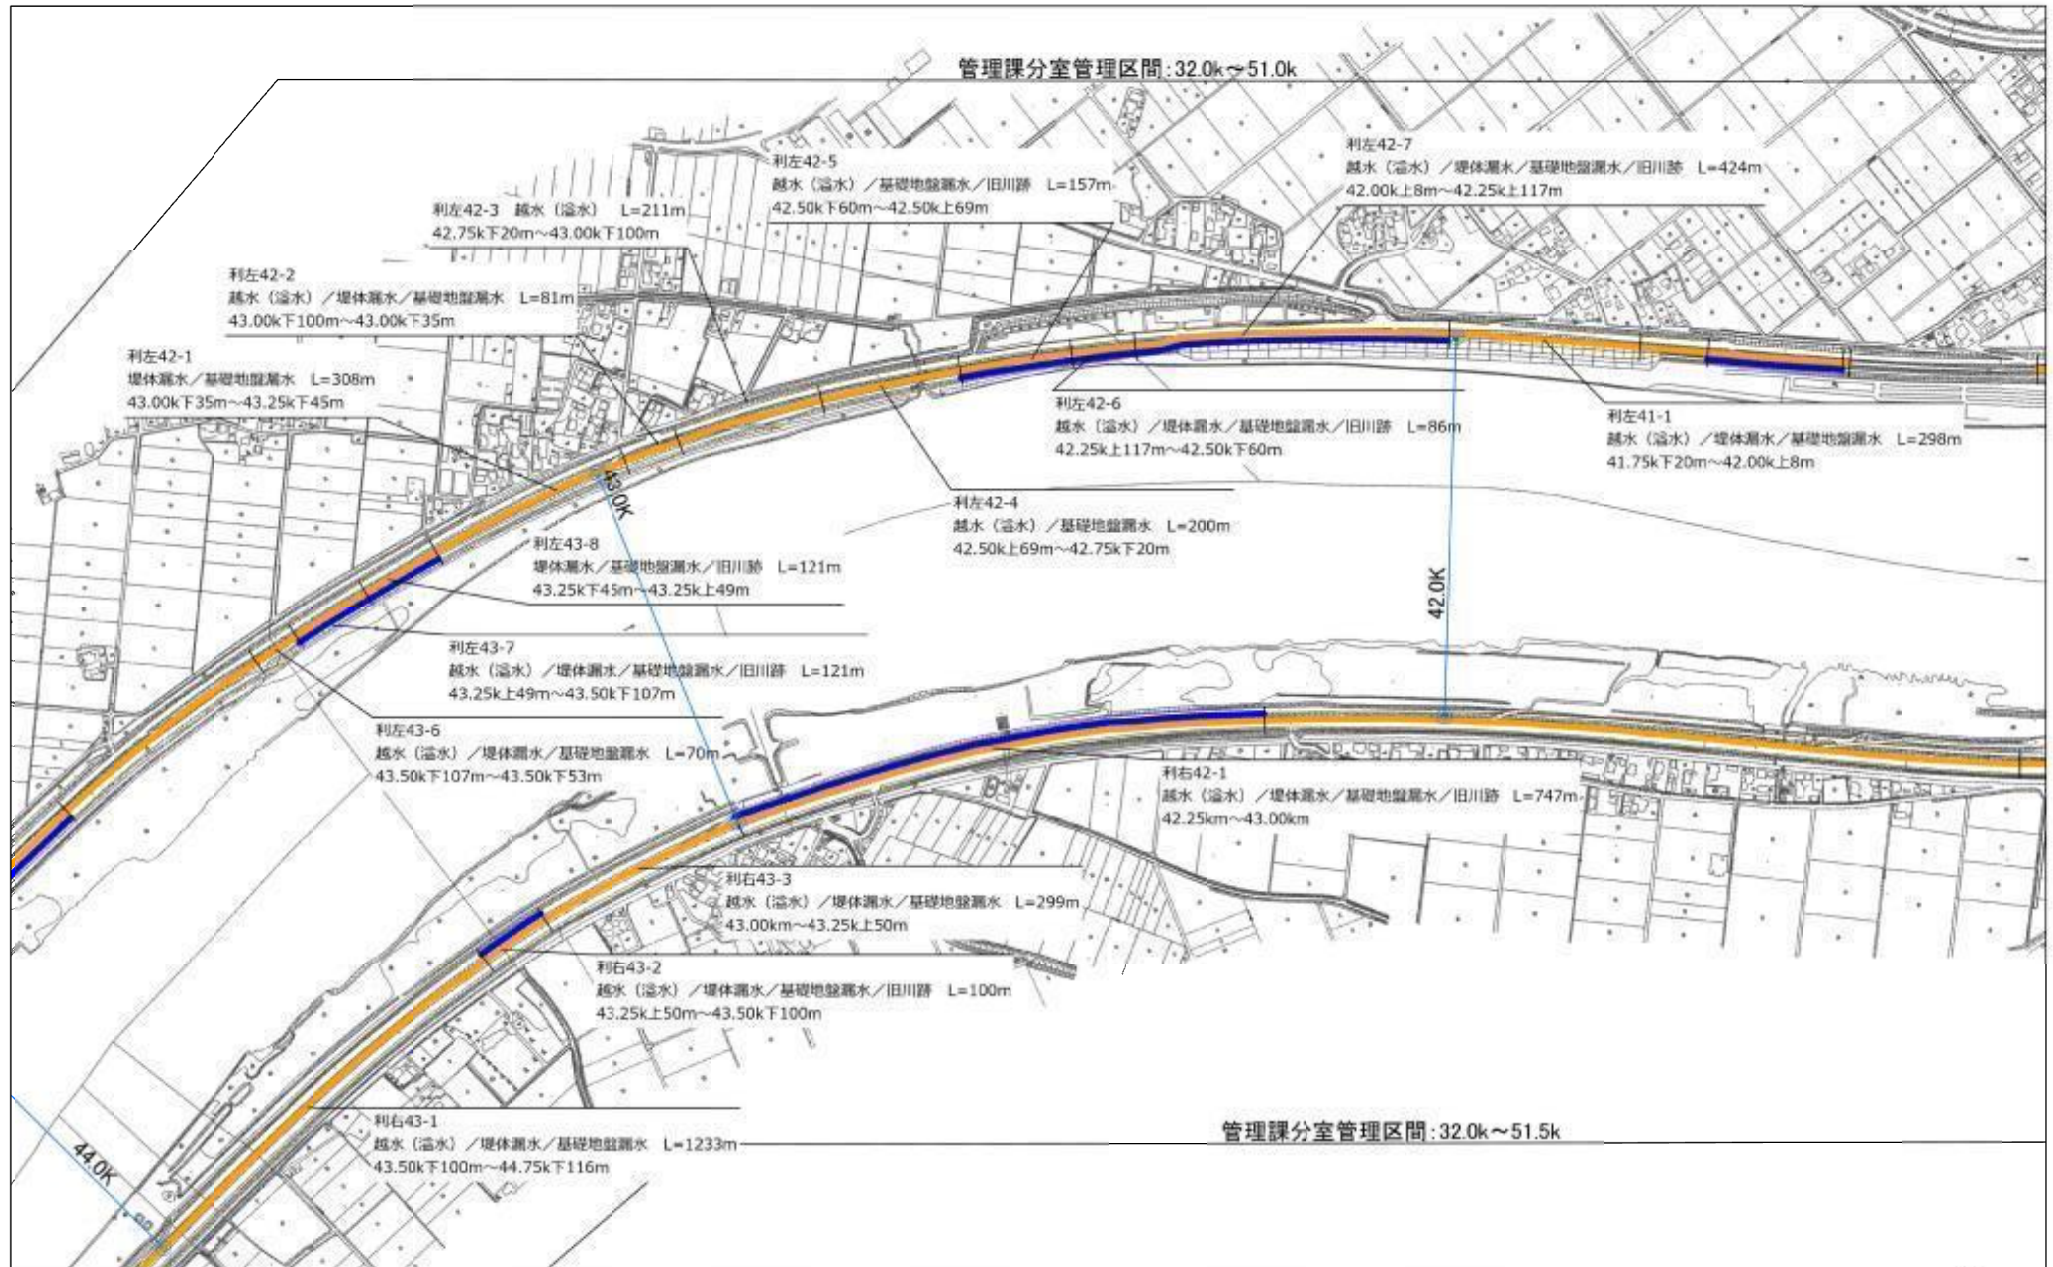 管理課分室管理区間:32.0k～51.0k
利左42-7
越水（溢水）／堤体漏水／基礎地盤漏水／旧川跡 L=424m
42.00k上8m～42.25k上117m
利左42-5
越水（溢水）／基礎地盤漏水／旧川跡 L=157m
42.50k下60m～42.50k上69m
利左42-3 越水（溢水） L=211m
42.75k下20m～43.00k下100m
利左42-2
越水（溢水）／堤体漏水／基礎地盤漏水 L=81m
43.00k下100m～43.00k下35m
利左42-1
堤体漏水／基礎地盤漏水 L=308m
43.00k下35m～43.25k下45m
利左42-6
越水（溢水）／堤体漏水／基礎地盤漏水／旧川跡 L=86m
42.25k上117m～42.50k下60m
利左41-1
越水（溢水）／堤体漏水／基礎地盤漏水 L=298m
41.75k下20m～42.00k上8m
43.0K
利左42-4
越水（溢水）／基礎地盤漏水 L=200m
42.50k上69m～42.75k下20m
利左43-8
堤体漏水／基礎地盤漏水／旧川跡 L=121m
43.25k下45m～43.25k上49m
42.0K
利左43-7
越水（溢水）／堤体漏水／基礎地盤漏水／旧川跡 L=121m
43.25k上49m～43.50k下107m
利左43-6
越水（溢水）／堤体漏水／基礎地盤漏水 L=70m
43.50k下107m～43.50k下53m
利右42-1
越水（溢水）／堤体漏水／基礎地盤漏水／旧川跡 L=747m
42.25km～43.00km
利右43-3
越水（溢水）／堤体漏水／基礎地盤漏水 L=299m
43.00km～43.25k上50m
利右43-2
越水（溢水）／堤体漏水／基礎地盤漏水／旧川跡 L=100m
43.25k上50m～43.50k下100m
利右43-1
越水（溢水）／堤体漏水／基礎地盤漏水 L=1233m
43.50k下100m～44.75k下116m
管理課分室管理区間:32.0k～51.5k
44.0K